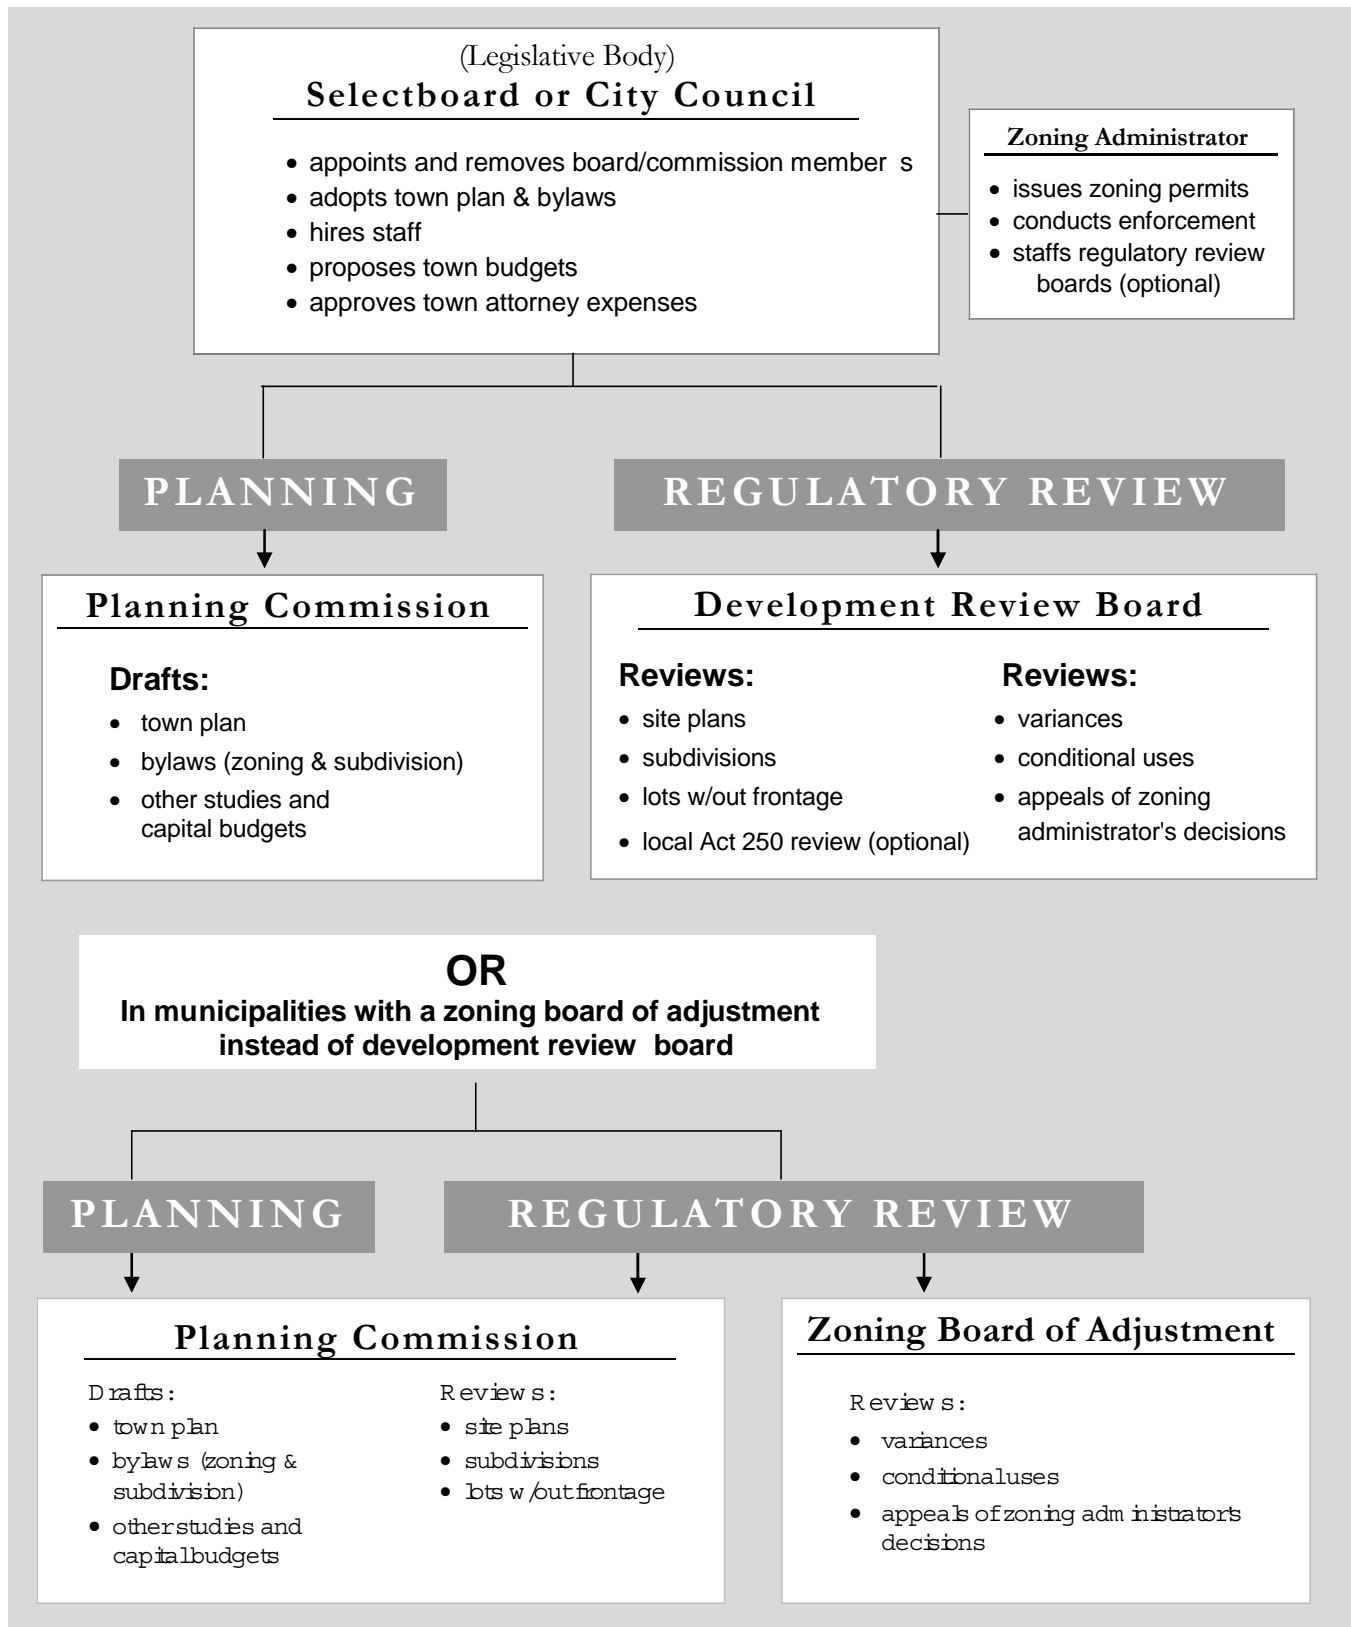 (Legislative Body)
Selectboard or City Council
• appoints and removes board/commission member s
• adopts town plan & bylaws
• hires staff
• proposes town budgets
• approves town attorney expenses
Zoning Administrator
• issues zoning permits
• conducts enforcement
• staffs regulatory review
boards (optional)
PLANNING
REGULATORY REVIEW
Planning Commission
Drafts:
• town plan
• bylaws (zoning & subdivision)
• other studies and
capital budgets
Development Review Board
Reviews:
• site plans
• subdivisions
• lots w/out frontage
• local Act 250 review (optional)
Reviews:
• variances
• conditional uses
• appeals of zoning
administrator's decisions
OR
In municipalities with a zoning board of adjustment
instead of development review board
PLANNING
REGULATORY REVIEW
Planning Commission
Drafts:
• town plan
• bylaws (zoning &
subdivision)
• other studies and
capital budgets
Reviews:
• site plans
• subdivisions
• lots w/out frontage
Zoning Board of Adjustment
Reviews:
• variances
• conditional uses
• appeals of zoning administrator's
decisions